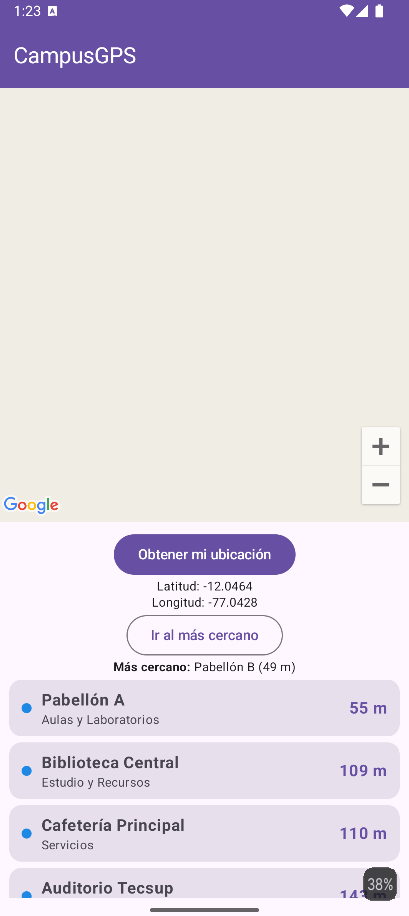 1:23 A
CampusGPS
+
−
Google
Obtener mi ubicación
Latitud: -12.0464
Longitud: -77.0428
Ir al más cercano
Más cercano: Pabellón B (49 m)
Pabellón A
55 m
Aulas y Laboratorios
Biblioteca Central
109 m
Estudio y Recursos
Cafetería Principal
110 m
Servicios
Auditorio Tecsup
38%